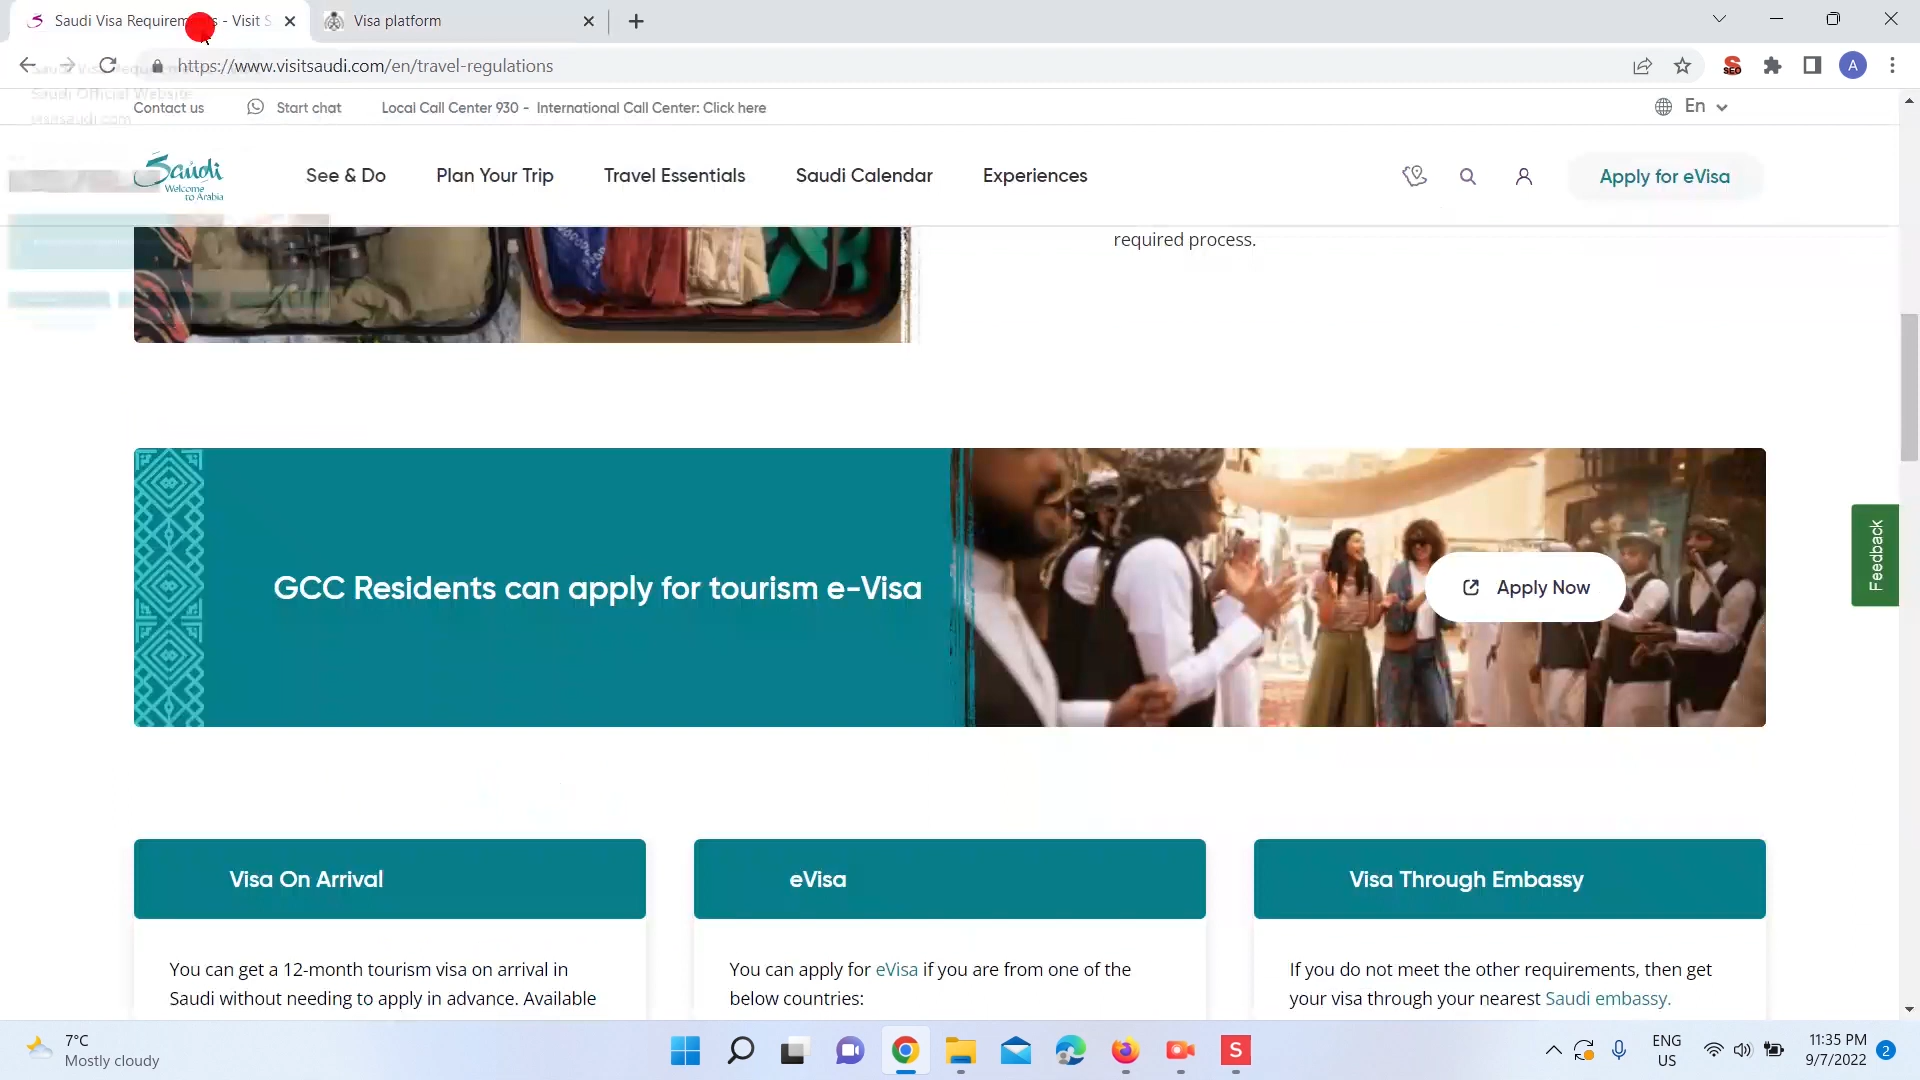 Saudi Visa Requirem - Visit S
Visa platform
https://www.visitsaudi.com/en/travel-regulations
SEO
A
Saudi Official Website
visitsaudi.com
Contact us
Start chat
Local Call Center 930 - International Call Center: Click here
En
Saudi
Welcome
to Arabia
See & Do
Plan Your Trip
Travel Essentials
Saudi Calendar
Experiences
Apply for eVisa
required process.
GCC Residents can apply for tourism e-Visa
Apply Now
Feedback
Visa On Arrival
eVisa
Visa Through Embassy
You can get a 12-month tourism visa on arrival in
Saudi without needing to apply in advance. Available
You can apply for eVisa if you are from one of the
below countries:
If you do not meet the other requirements, then get
your visa through your nearest Saudi embassy.
7°C
Mostly cloudy
S
ENG
US
11:35 PM
9/7/2022
2